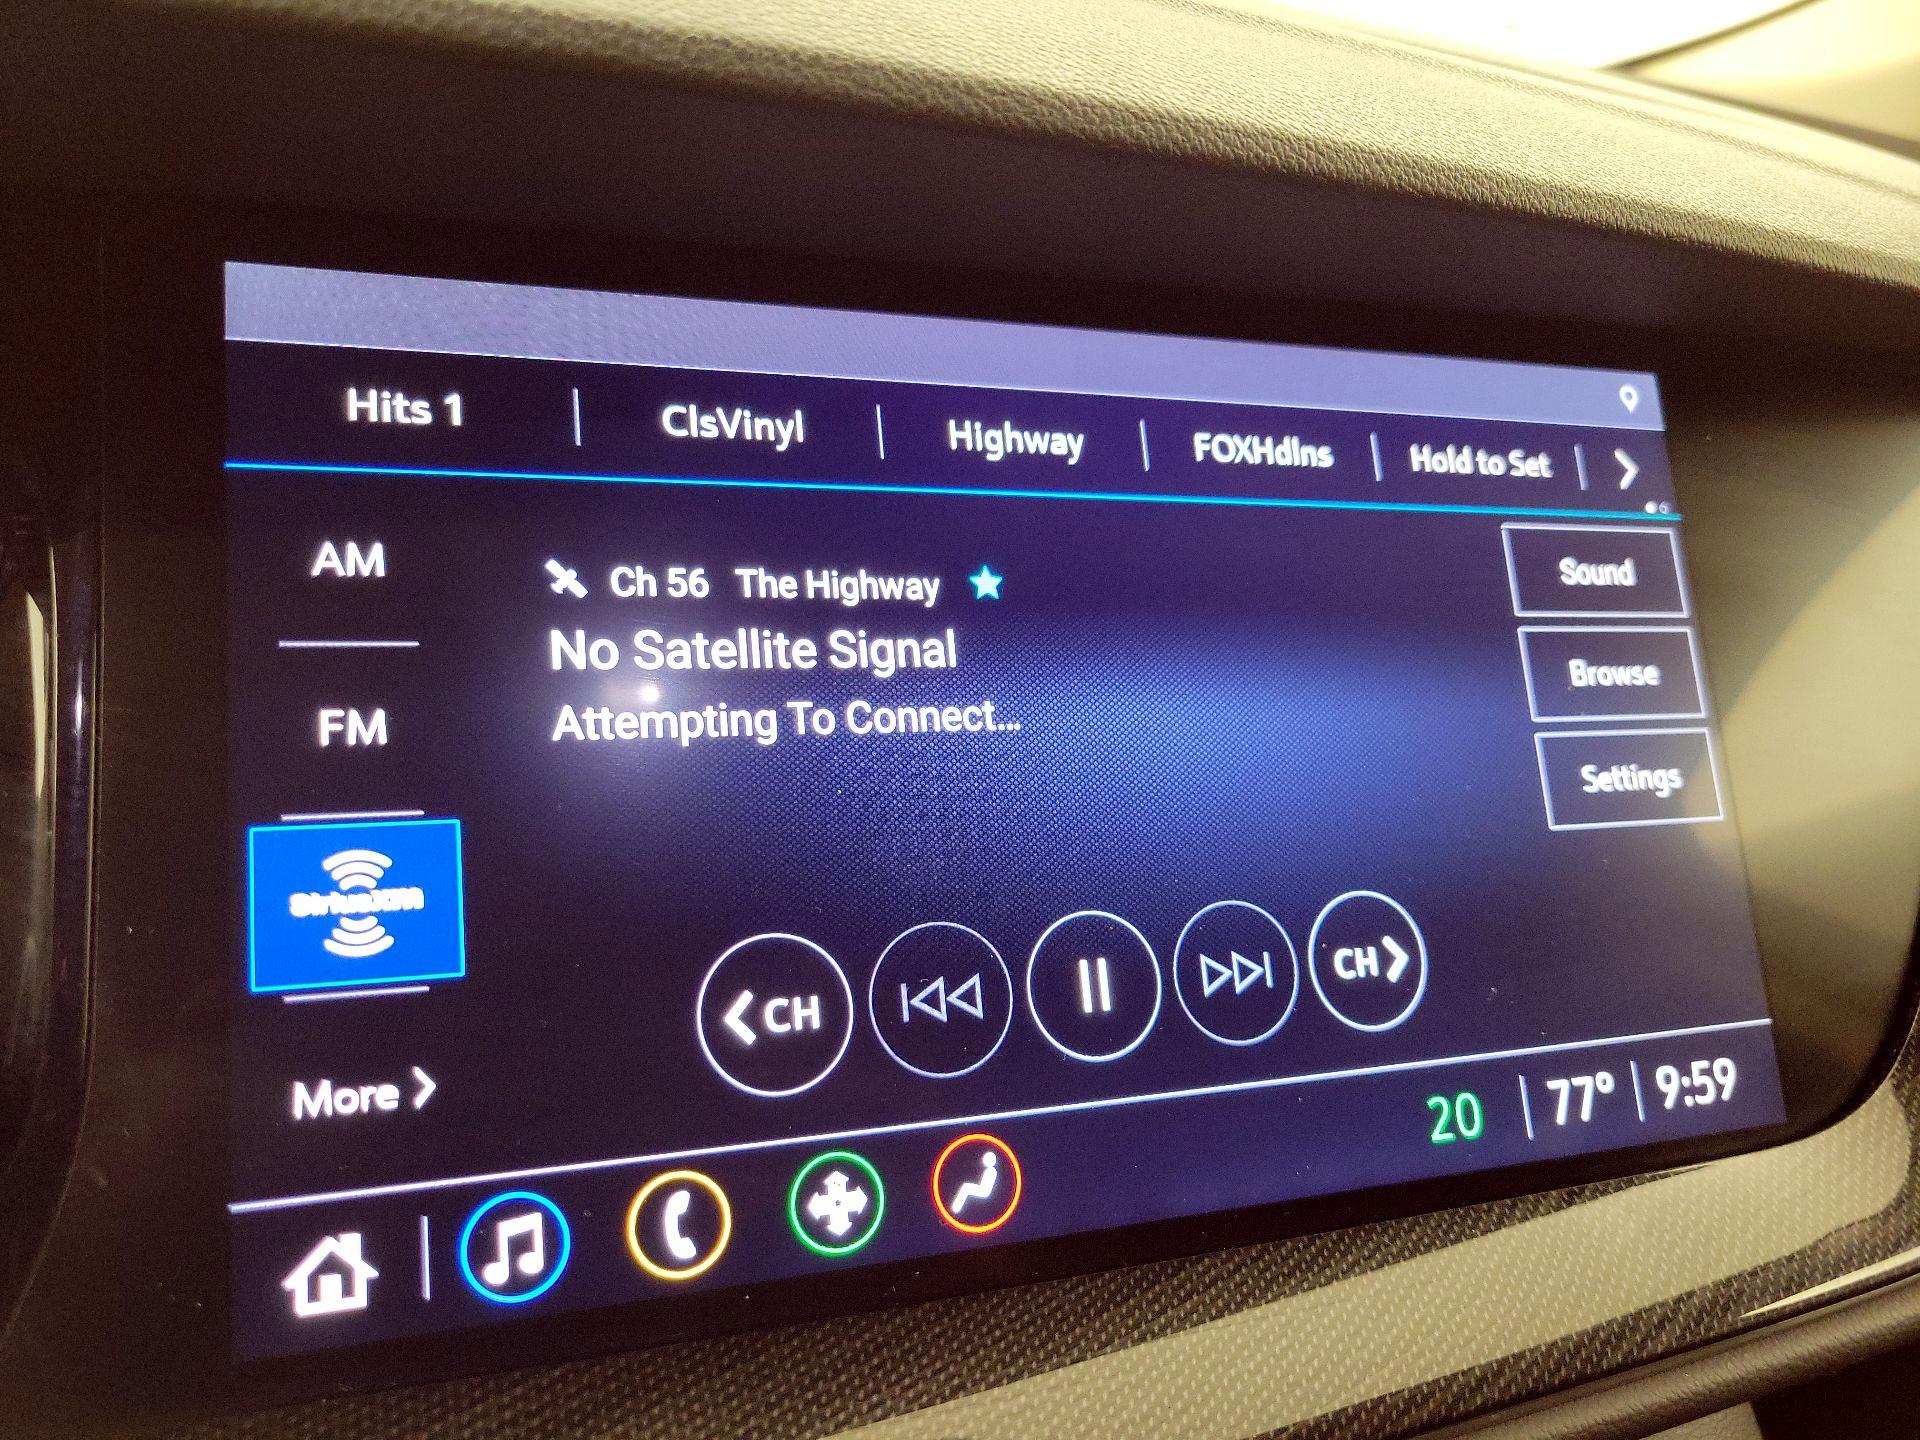 Hits 1
ClsVinyl
Highway
FOXHdlns
Hold to Set
AM
FM
SiriusXM
More
Ch 56 The Highway
No Satellite Signal
Attempting To Connect...
Sound
Browse
Settings
CH
CH
20
77°
9:59